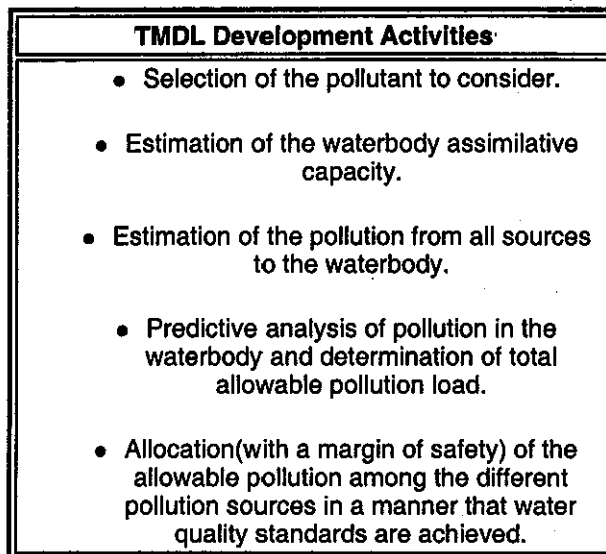 TMDL Development Activities
• Selection of the pollutant to consider.
• Estimation of the waterbody assimilative
capacity.
• Estimation of the pollution from all sources
to the waterbody.
• Predictive analysis of pollution in the
waterbody and determination of total
allowable pollution load.
• Allocation(with a margin of safety) of the
allowable pollution among the different
pollution sources in a manner that water
quality standards are achieved.